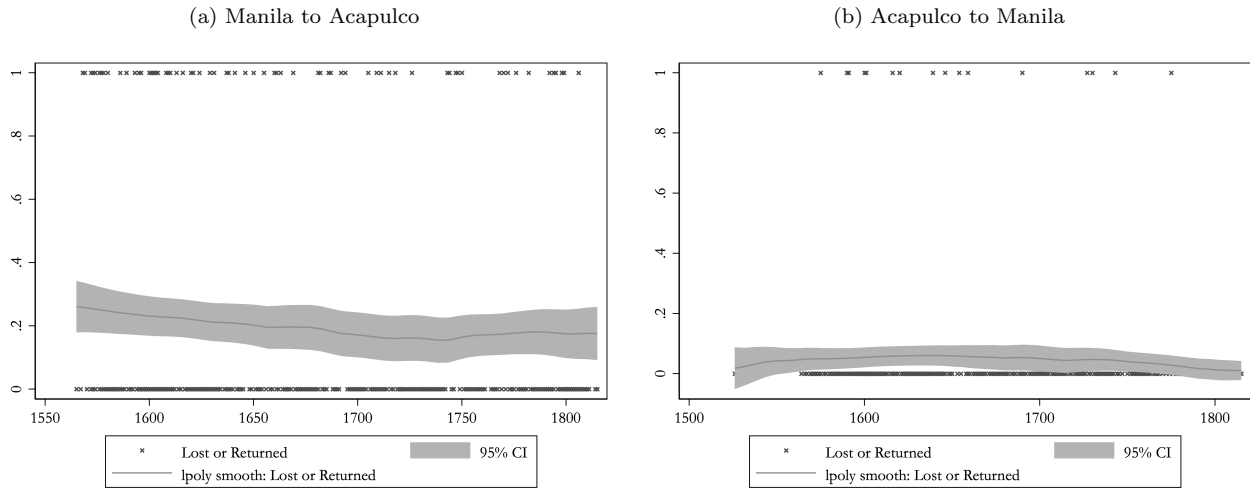 (a) Manila to Acapulco
1
.8
.6
.4
.2
0
1550 1600 1650 1700 1750 1800
Lost or Returned 95% CI
lpoly smooth: Lost or Returned
(b) Acapulco to Manila
1
.8
.6
.4
.2
0
1500 1600 1700 1800
Lost or Returned 95% CI
lpoly smooth: Lost or Returned